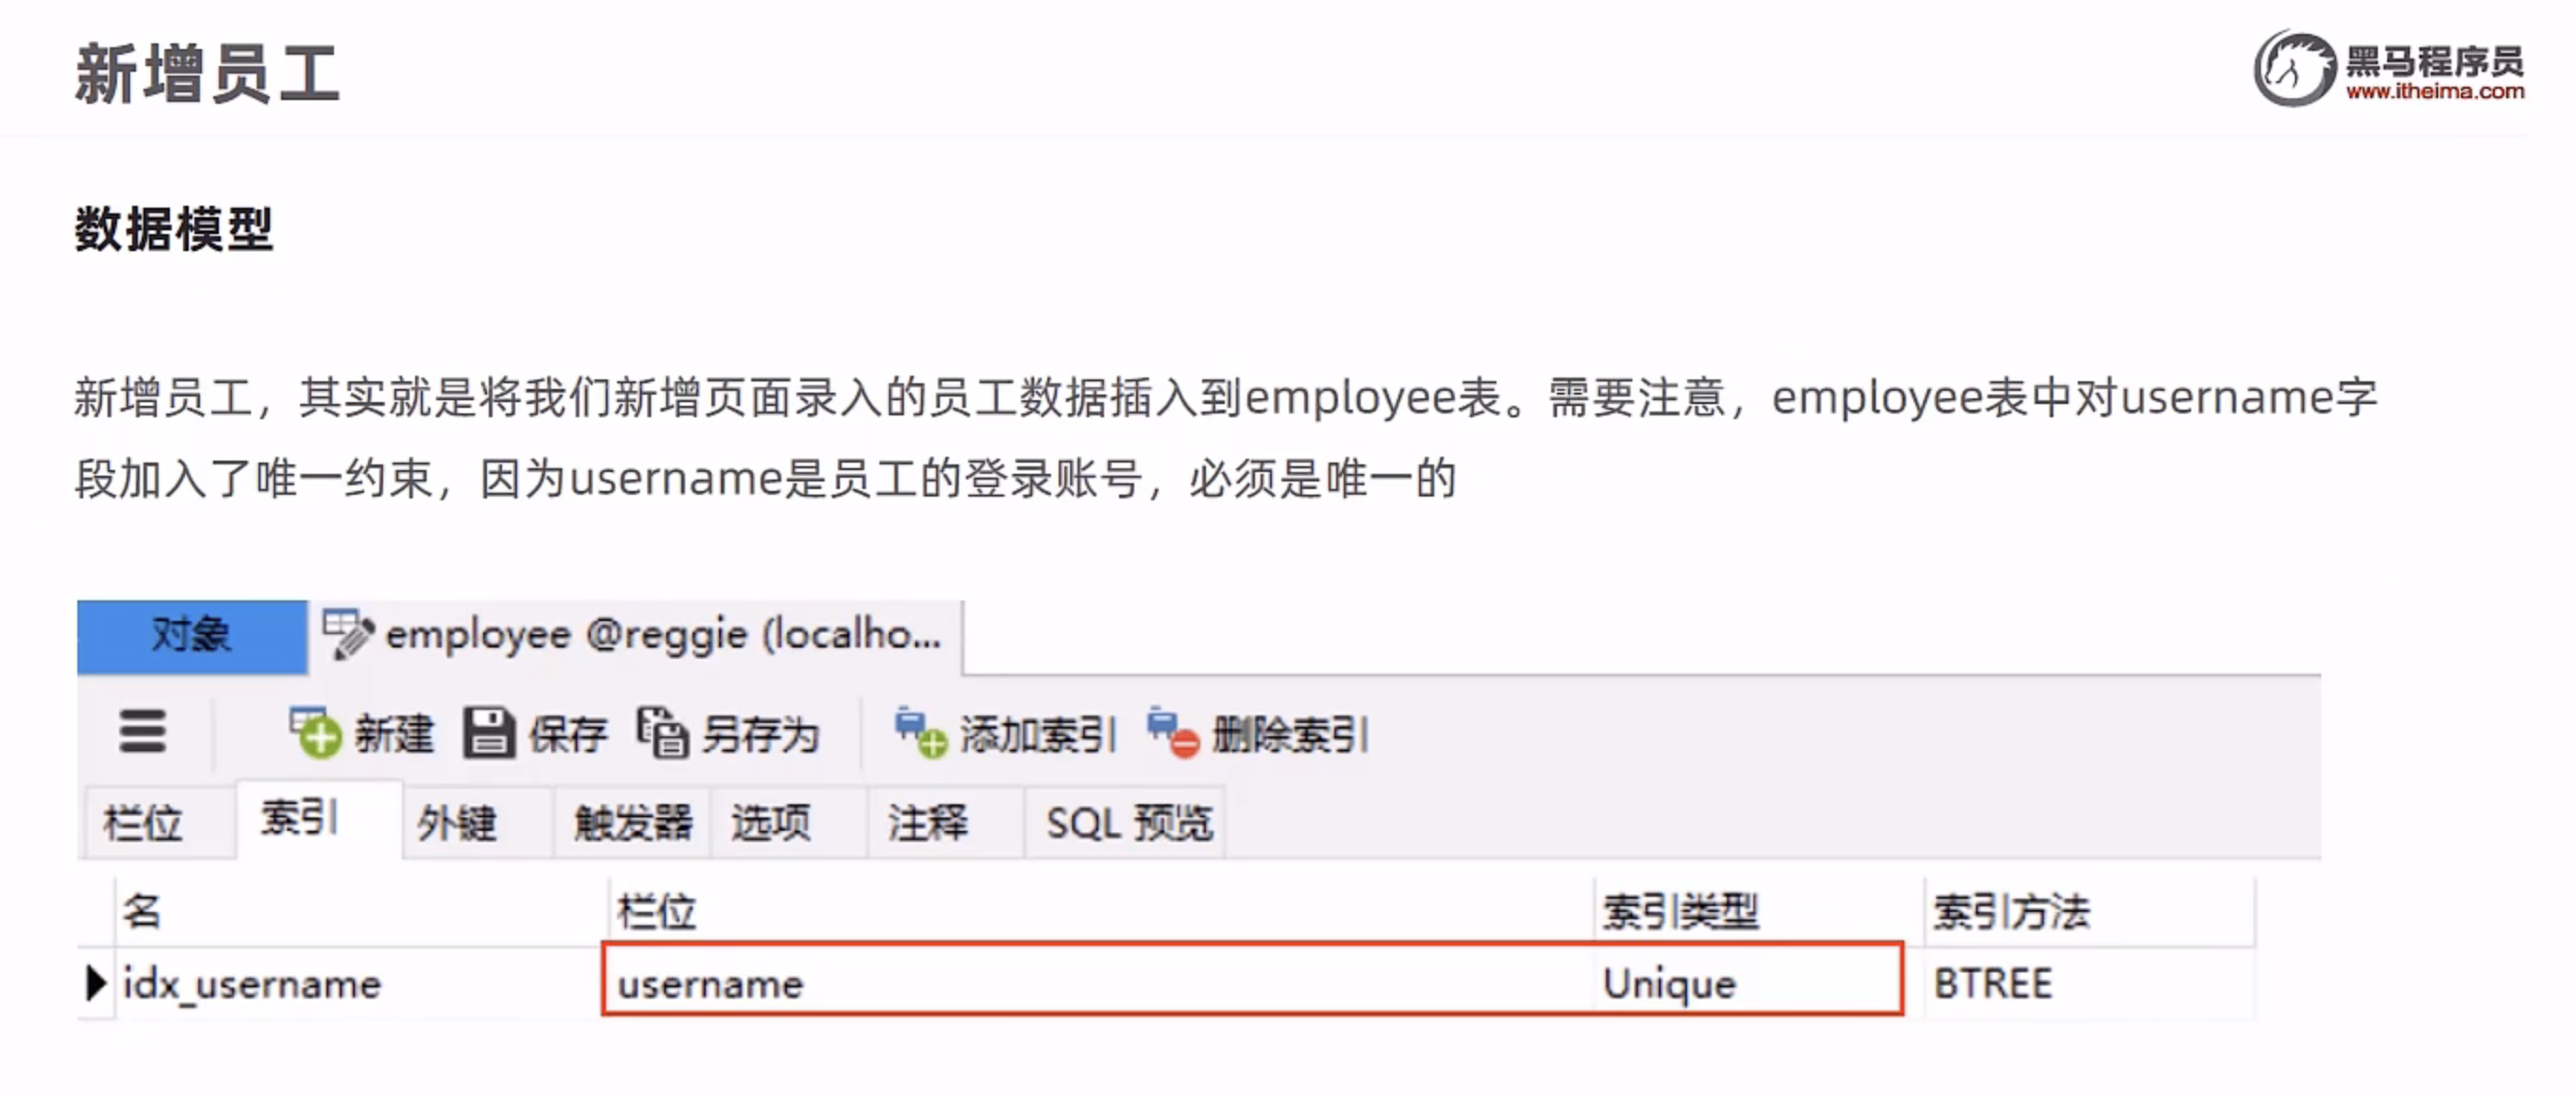 新增员工
黑马程序员
www.itheima.com
数据模型
新增员工，其实就是将我们新增页面录入的员工数据插入到employee表。需要注意，employee表中对username字
段加入了唯一约束，因为username是员工的登录账号，必须是唯一的
对象 employee @reggie (localho...
新建 保存 另存为 添加索引 删除索引
栏位 索引 外键 触发器 选项 注释 SQL 预览
名 栏位 索引类型 索引方法
idx_username username Unique BTREE